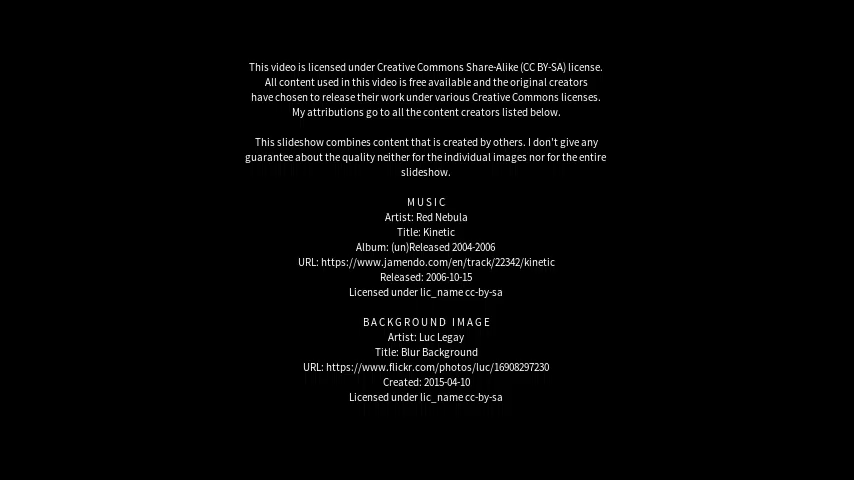 This video is licensed under Creative Commons Share-Alike (CC BY-SA) license.
All content used in this video is free available and the original creators
have chosen to release their work under various Creative Commons licenses.
My attributions go to all the content creators listed below.
This slideshow combines content that is created by others. I don't give any
guarantee about the quality neither for the individual images nor for the entire
slideshow.
MUSIC
Artist: Red Nebula
Title: Kinetic
Album: (un)Released 2004-2006
URL: https://www.jamendo.com/en/track/22342/kinetic
Released: 2006-10-15
Licensed under lic_name cc-by-sa
BACKGROUND IMAGE
Artist: Luc Legay
Title: Blur Background
URL: https://www.flickr.com/photos/luc/16908297230
Created: 2015-04-10
Licensed under lic_name cc-by-sa